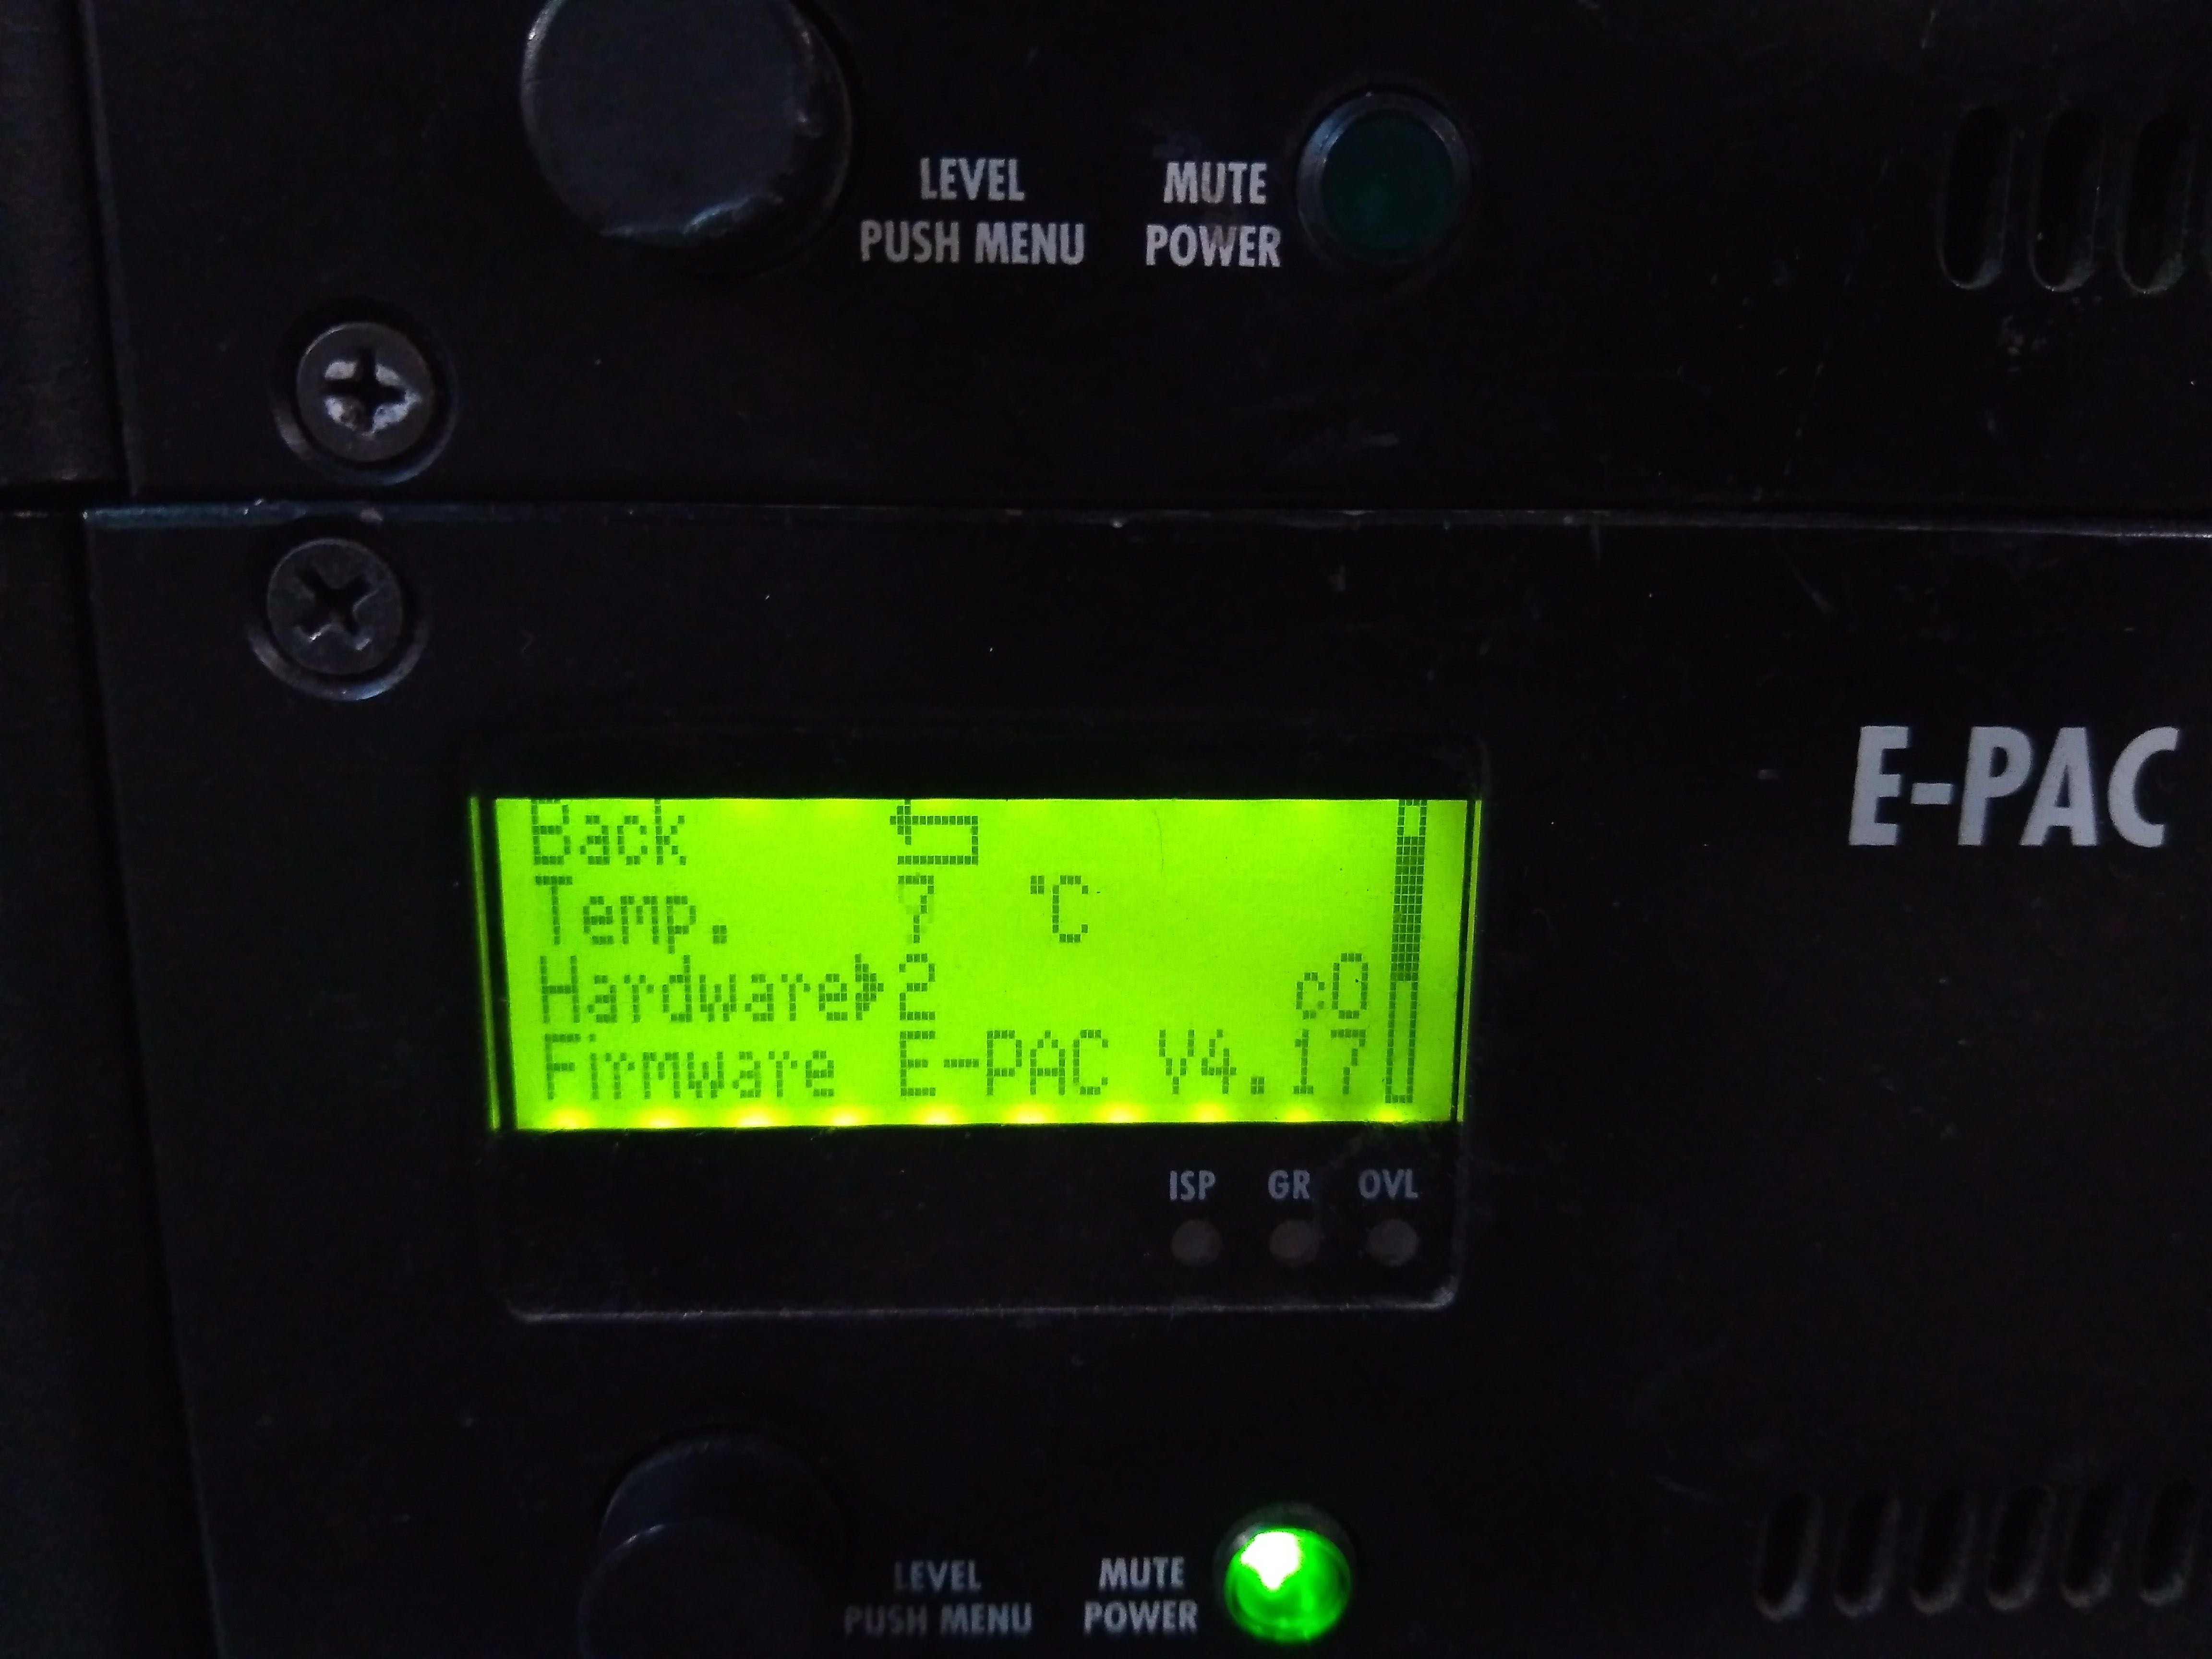 LEVEL
PUSH MENU
MUTE
POWER
E-PAC
Back
Temp. 7 °C
Hardware 2 c0
Firmware E-PAC V4.17
ISP GR OVL
LEVEL
PUSH MENU
MUTE
POWER